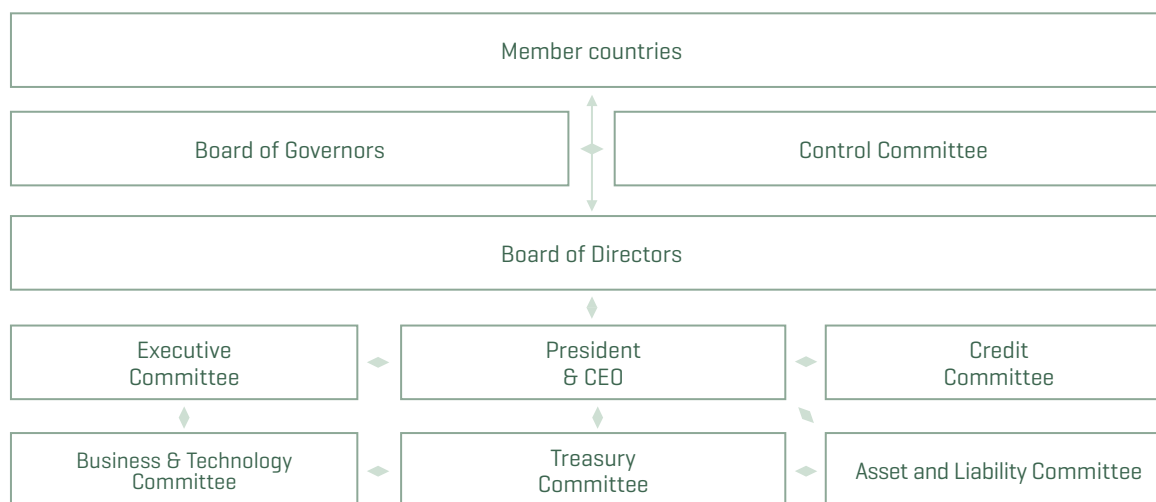 Member countries
Board of Governors
Control Committee
Board of Directors
Executive
Committee
President
& CEO
Credit
Committee
Business & Technology
Committee
Treasury
Committee
Asset and Liability Committee